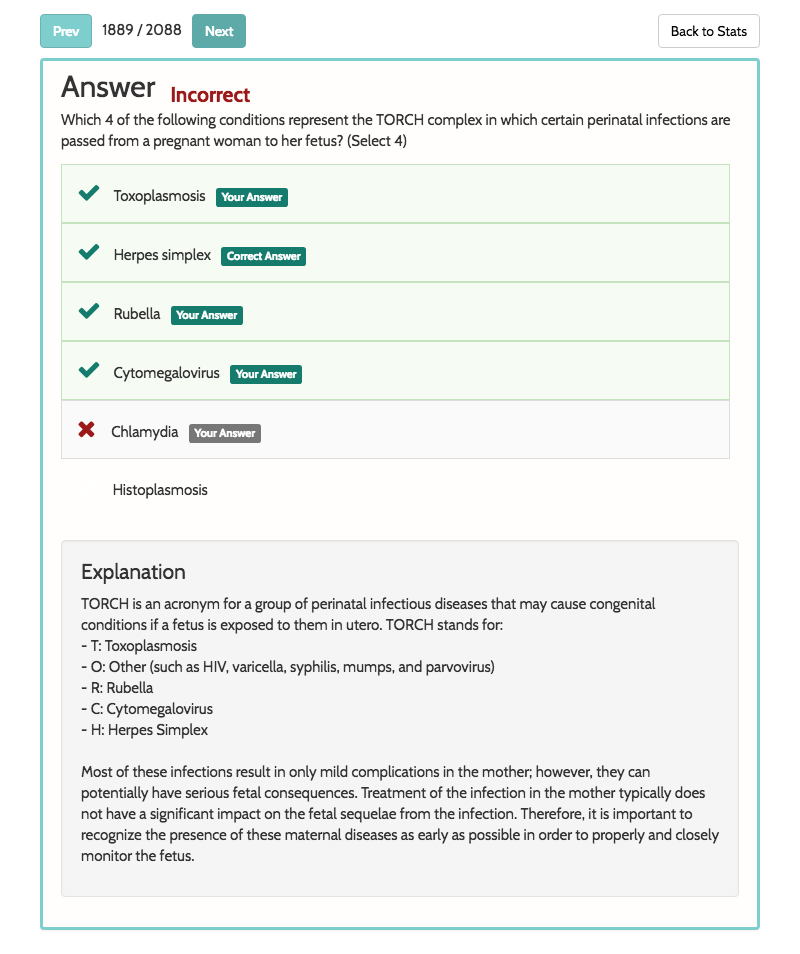 Prev 1889 / 2088 Next Back to Stats
Answer Incorrect
Which 4 of the following conditions represent the TORCH complex in which certain perinatal infections are
passed from a pregnant woman to her fetus? (Select 4)
Toxoplasmosis Your Answer
Herpes simplex Correct Answer
Rubella Your Answer
Cytomegalovirus Your Answer
Chlamydia Your Answer
Histoplasmosis
Explanation
TORCH is an acronym for a group of perinatal infectious diseases that may cause congenital
conditions if a fetus is exposed to them in utero. TORCH stands for:
- T: Toxoplasmosis
- O: Other (such as HIV, varicella, syphilis, mumps, and parvovirus)
- R: Rubella
- C: Cytomegalovirus
- H: Herpes Simplex
Most of these infections result in only mild complications in the mother; however, they can
potentially have serious fetal consequences. Treatment of the infection in the mother typically does
not have a significant impact on the fetal sequelae from the infection. Therefore, it is important to
recognize the presence of these maternal diseases as early as possible in order to properly and closely
monitor the fetus.